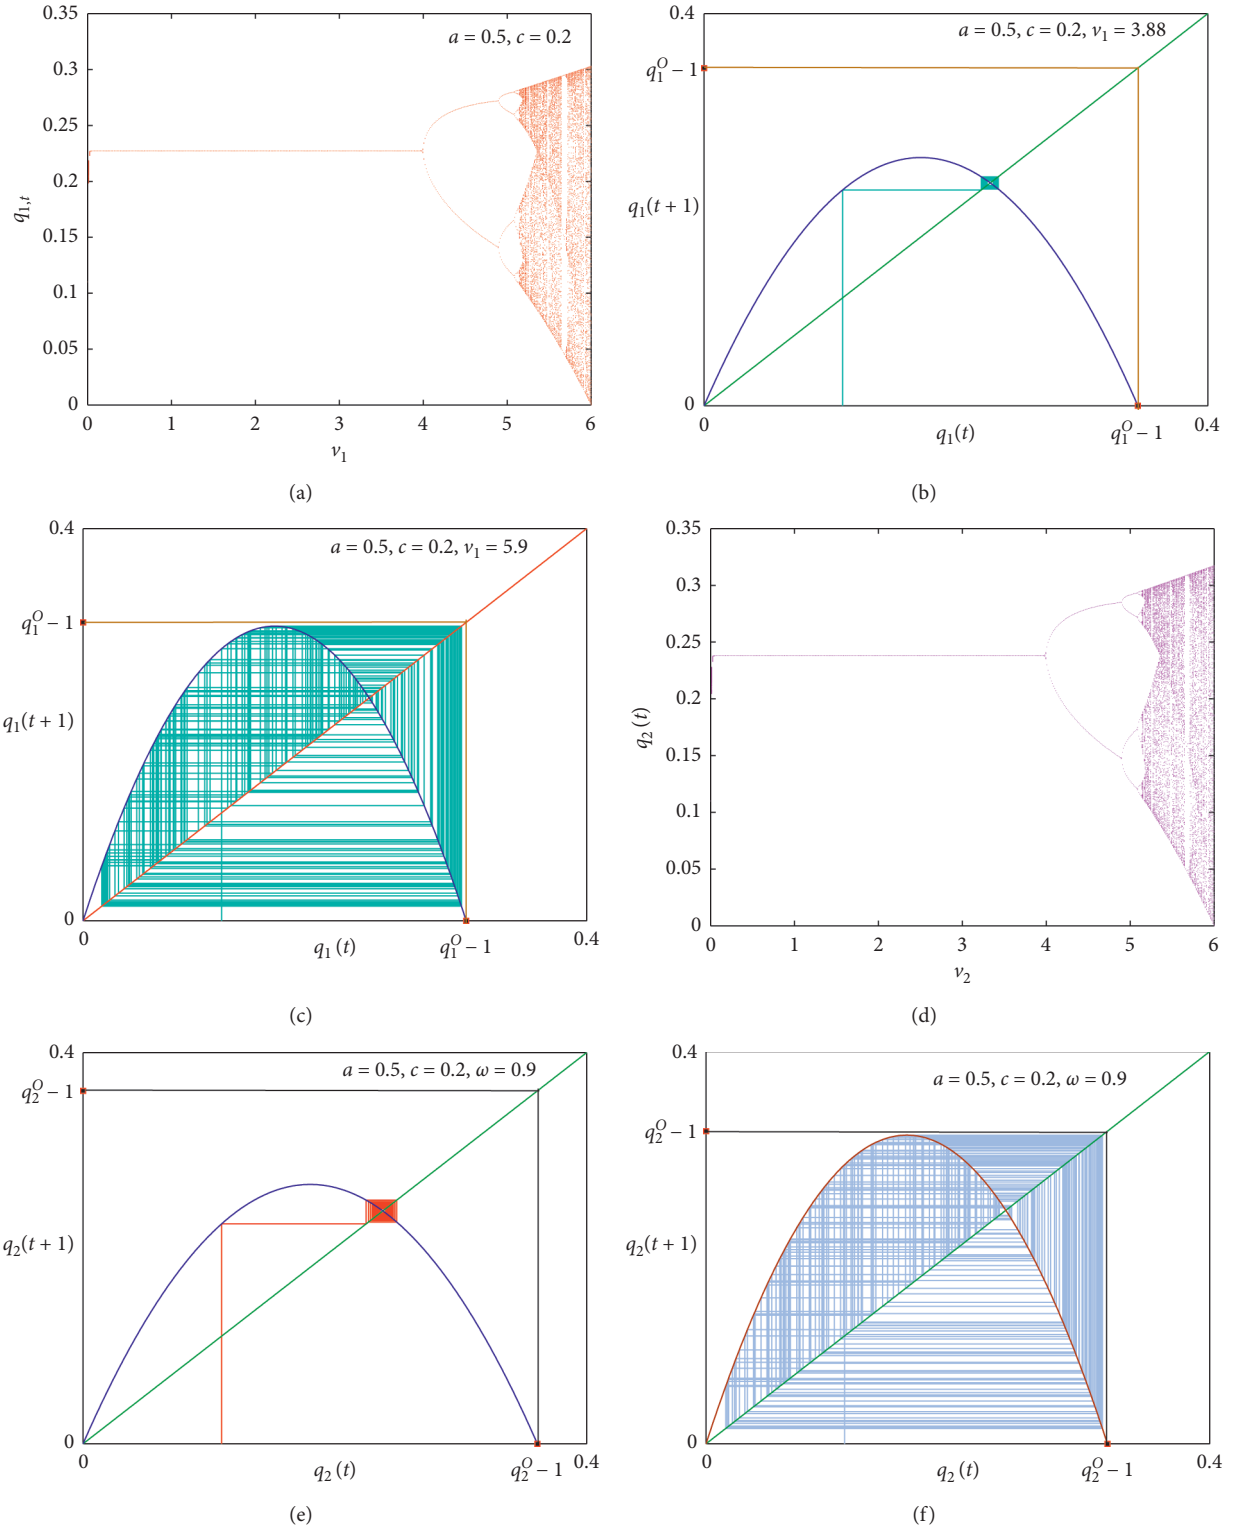 0.35
a = 0.5, c = 0.2
0.3
0.25
0.2
q₁,ₜ
0.15
0.1
0.05
0
0 1 2 3 4 5 6
ν₁
(a)
0.4
a = 0.5, c = 0.2, ν₁ = 3.88
q₁ᴼ – 1
q₁(t + 1)
0
0 q₁(t) q₁ᴼ – 1 0.4
(b)
0.4
a = 0.5, c = 0.2, ν₁ = 5.9
q₁ᴼ – 1
q₁(t + 1)
0
0 q₁(t) q₁ᴼ – 1 0.4
(c)
0.35
0.3
0.25
q₂(t)
0.2
0.15
0.1
0.05
0
0 1 2 3 4 5 6
ν₂
(d)
0.4
a = 0.5, c = 0.2, ω = 0.9
q₂ᴼ – 1
q₂(t + 1)
0
0 q₂(t) q₂ᴼ – 1 0.4
(e)
0.4
a = 0.5, c = 0.2, ω = 0.9
q₂ᴼ – 1
q₂(t + 1)
0
0 q₂(t) q₂ᴼ – 1 0.4
(f)